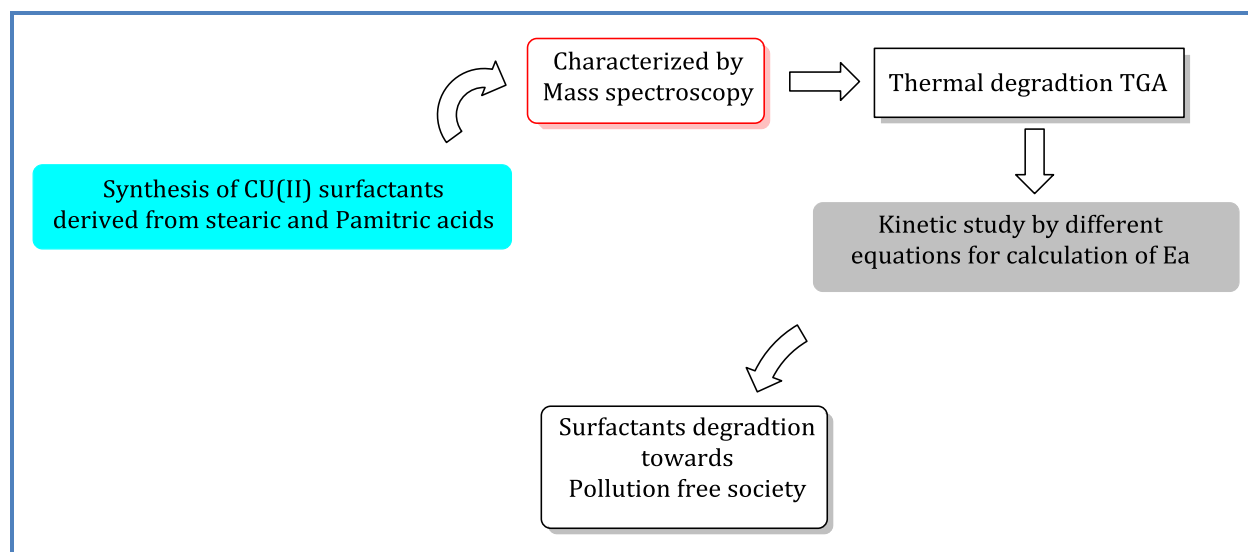 Synthesis of CU(II) surfactants
derived from stearic and Pamitric acids
Characterized by
Mass spectroscopy
Thermal degradtion TGA
Kinetic study by different
equations for calculation of Ea
Surfactants degradtion
towards
Pollution free society